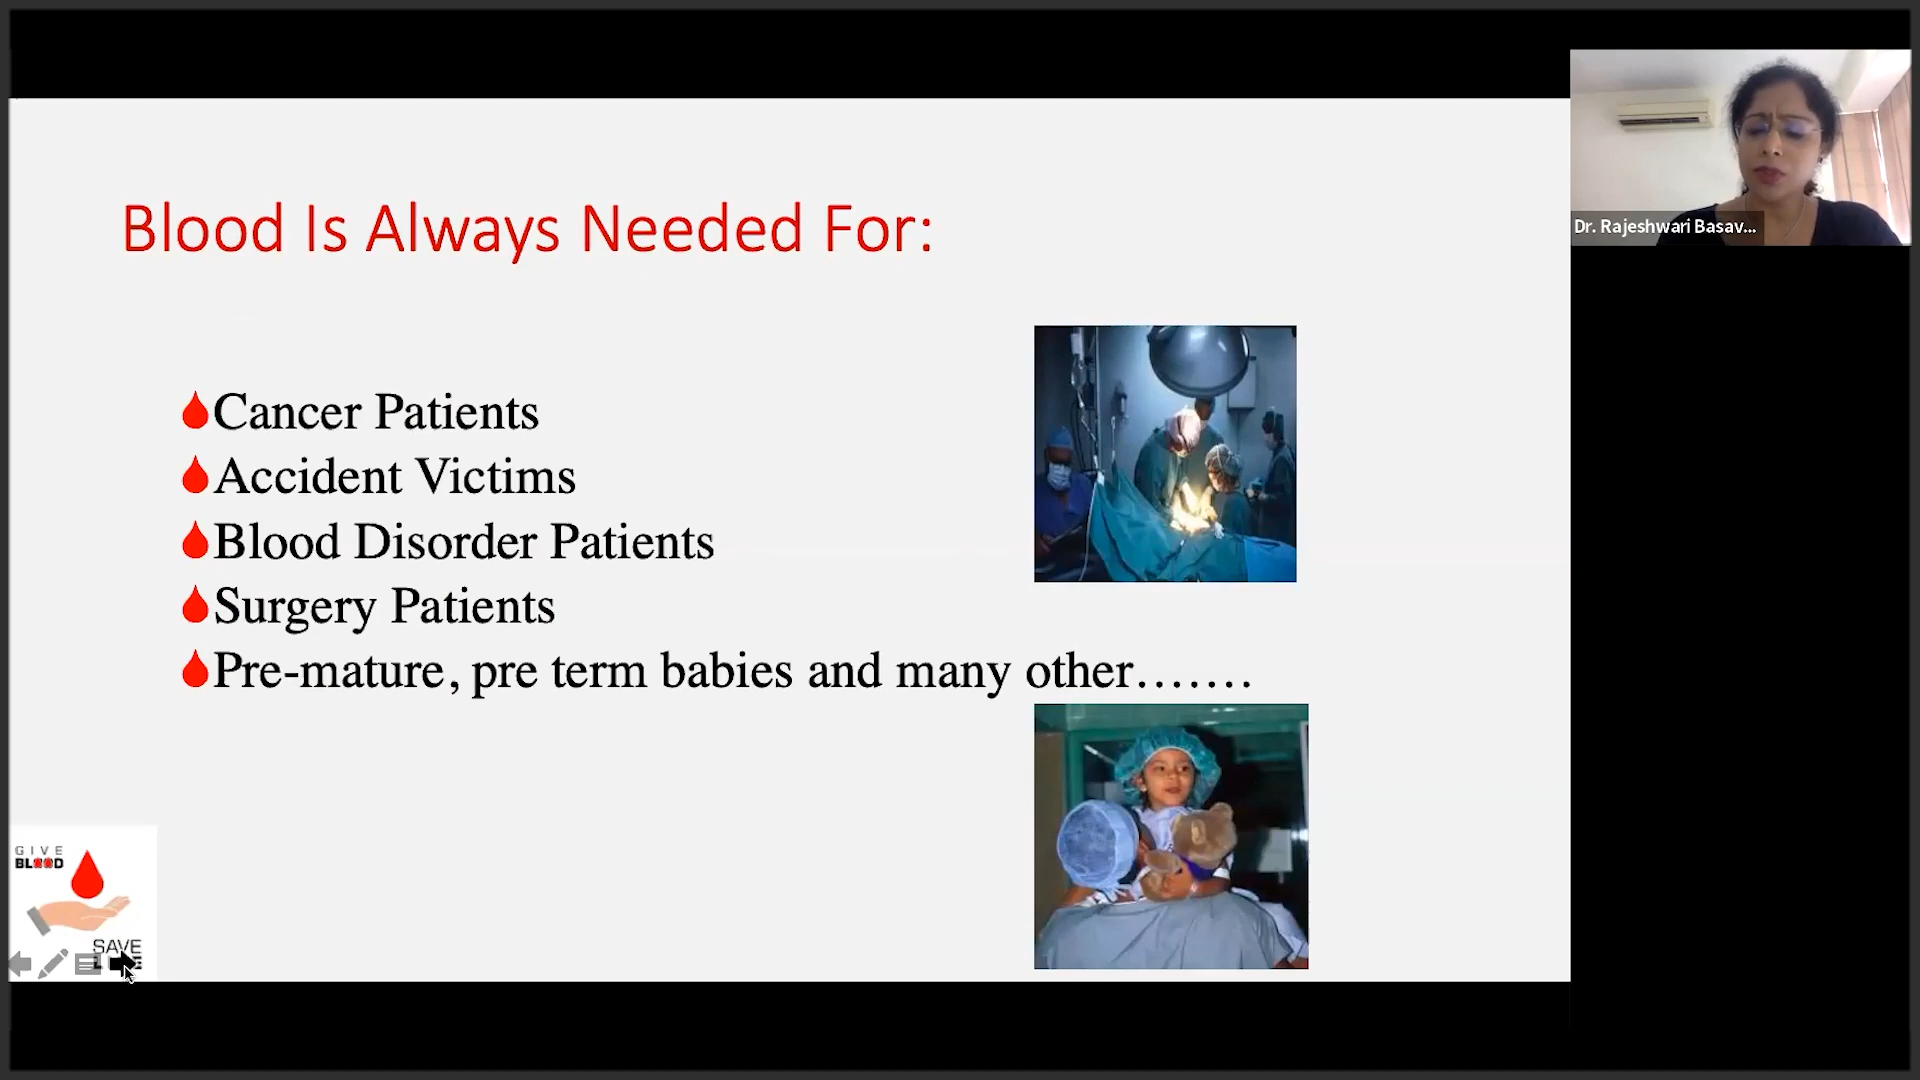 Blood Is Always Needed For:
Dr. Rajeshwari Basav...
Cancer Patients
Accident Victims
Blood Disorder Patients
Surgery Patients
Pre-mature, pre term babies and many other.......
GIVE
BLOOD
SAVE